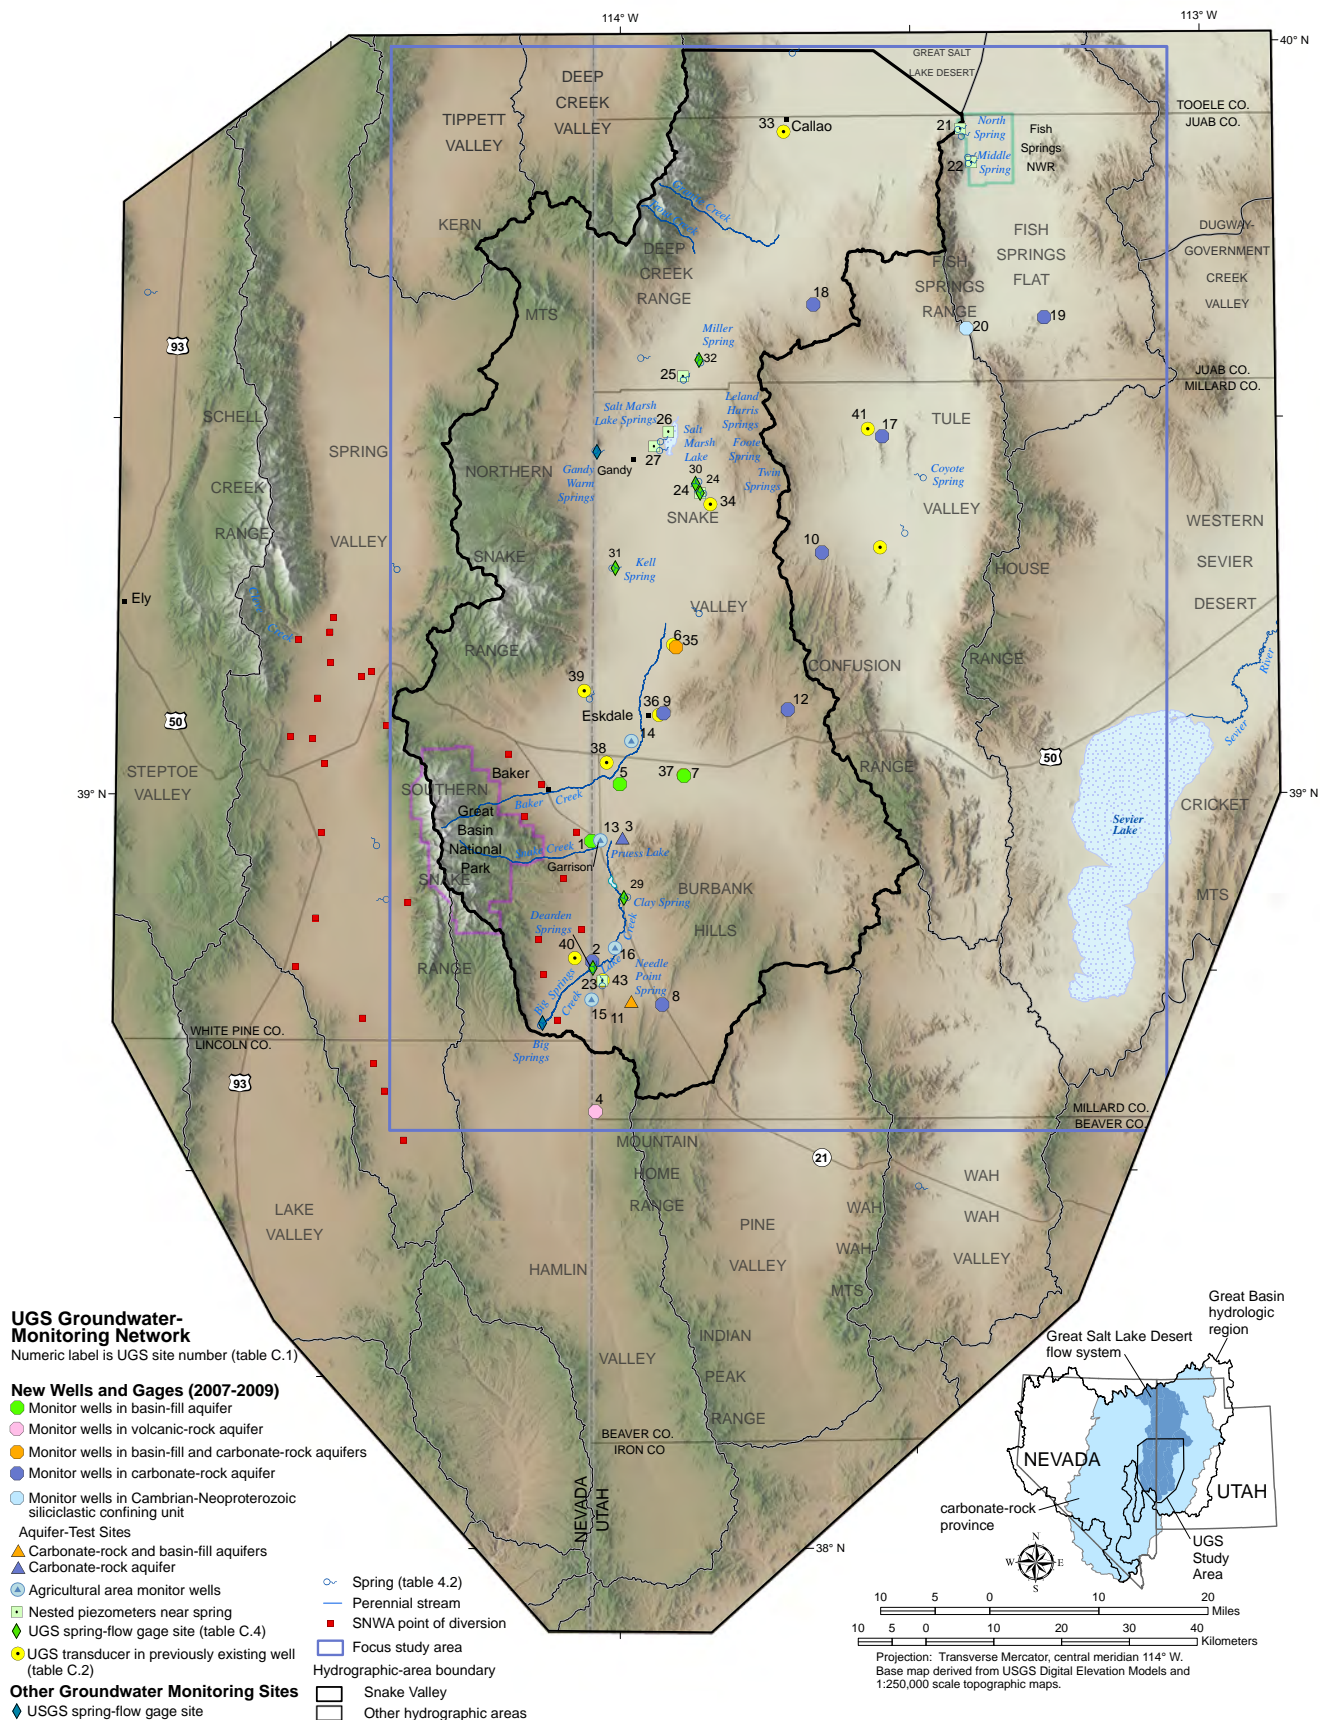 114° W
113° W
40° N
GREAT SALT
LAKE DESERT
DEEP
CREEK
VALLEY
TIPPETT
VALLEY
TOOELE CO.
JUAB CO.
33
Callao
21
North
Spring
Fish
Springs
NWR
22
Middle
Spring
KERN
MTS
DEEP
CREEK
RANGE
FISH
SPRINGS
FLAT
DUGWAY-
GOVERNMENT
CREEK
VALLEY
FISH
SPRINGS
RANGE
18
19
20
93
Miller
Spring
32
25
JUAB CO.
MILLARD CO.
SCHELL
CREEK
RANGE
SPRING
VALLEY
Salt Marsh
Lake Springs
26
27
Salt
Marsh
Lake
Leland
Harris
Springs
Foote
Spring
Twin
Springs
41
17
TULE
VALLEY
Coyote
Spring
NORTHERN
SNAKE
RANGE
Gandy
Warm
Springs
Gandy
30
24
24
34
SNAKE
VALLEY
31
Kell
Spring
10
HOUSE
RANGE
WESTERN
SEVIER
DESERT
Ely
Creek
6
35
CONFUSION
RANGE
39
36
9
Eskdale
12
14
38
5
37
7
50
50
STEPTOE
VALLEY
39° N
39° N
Baker
SOUTHERN
SNAKE
RANGE
Great
Basin
National
Park
Baker
Creek
Creek
13
3
1
Garrison
Pruess Lake
29
Clay Spring
BURBANK
HILLS
River
Sevier
Sevier
Lake
CRICKET
MTS
Dearden
Springs
40
2
16
Lake
Creek
Needle
Point
Spring
23
43
8
15
11
Big Springs
Creek
Big
Springs
WHITE PINE CO.
LINCOLN CO.
93
4
MILLARD CO.
BEAVER CO.
MOUNTAIN
HOME
RANGE
21
WAH
WAH
VALLEY
WAH
WAH
MTS
LAKE
VALLEY
PINE
VALLEY
HAMLIN
VALLEY
INDIAN
PEAK
RANGE
BEAVER CO.
IRON CO
NEVADA
UTAH
38° N
114° W
UGS Groundwater-
Monitoring Network
Numeric label is UGS site number (table C.1)
New Wells and Gages (2007-2009)
Monitor wells in basin-fill aquifer
Monitor wells in volcanic-rock aquifer
Monitor wells in basin-fill and carbonate-rock aquifers
Monitor wells in carbonate-rock aquifer
Monitor wells in Cambrian-Neoproterozoic
siliciclastic confining unit
Aquifer-Test Sites
Carbonate-rock and basin-fill aquifers
Carbonate-rock aquifer
Agricultural area monitor wells
Nested piezometers near spring
UGS spring-flow gage site (table C.4)
UGS transducer in previously existing well
(table C.2)
Other Groundwater Monitoring Sites
USGS spring-flow gage site
Spring (table 4.2)
Perennial stream
SNWA point of diversion
Focus study area
Hydrographic-area boundary
Snake Valley
Other hydrographic areas
Great Basin
hydrologic
region
Great Salt Lake Desert
flow system
NEVADA
UTAH
carbonate-rock
province
UGS
Study
Area
N
W
E
S
10 5 0 10 20
Miles
10 5 0 10 20 30 40
Kilometers
Projection: Transverse Mercator, central meridian 114° W.
Base map derived from USGS Digital Elevation Models and
1:250,000 scale topographic maps.